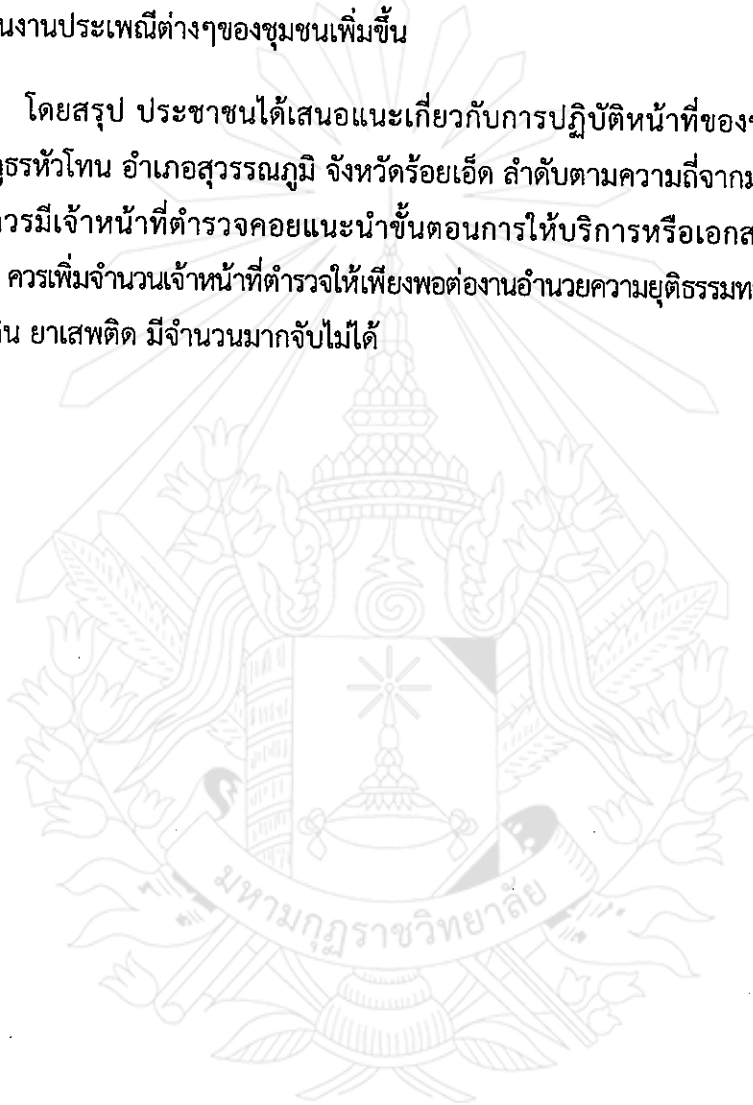 นงานประเพณีต่างๆของชุมชนเพิ่มขึ้น
โดยสรุป ประชาชนได้เสนอแนะเกี่ยวกับการปฏิบัติหน้าที่ของ
ธรหัวโทน อำเภอสุวรรณภูมิ จังหวัดร้อยเอ็ด ลำดับตามความถี่จาก
วรมีเจ้าหน้าที่ตำรวจคอยแนะนำขั้นตอนการให้บริการหรือเอกส
ควรเพิ่มจำนวนเจ้าหน้าที่ตำรวจให้เพียงพอต่องานอำนวยความยุติธรรมท
น ยาเสพติด มีจำนวนมากจับไม่ได้
มหามกุฏราชวิทยาลัย